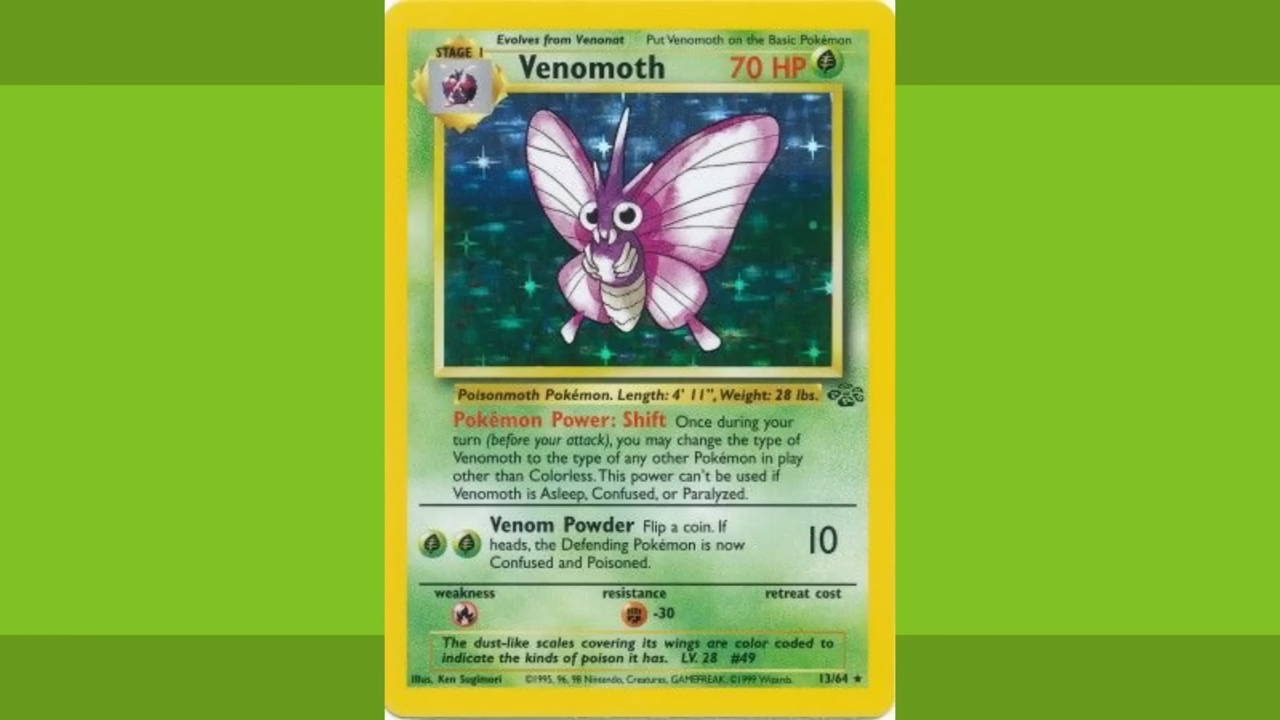 Evolves from Venonat Put Venomoth on the Basic Pokémon
STAGE 1
Venomoth 70 HP
Poisonmoth Pokémon. Length: 4' 11", Weight: 28 lbs.
Pokémon Power: Shift Once during your
turn (before your attack), you may change the type of
Venomoth to the type of any other Pokémon in play
other than Colorless. This power can't be used if
Venomoth is Asleep, Confused, or Paralyzed.
Venom Powder Flip a coin. If
heads, the Defending Pokémon is now
Confused and Poisoned.
10
weakness resistance retreat cost
-30
The dust-like scales covering its wings are color coded to
indicate the kinds of poison it has. LV. 28 #49
Illus. Ken Sugimori ©1995, 96, 98 Nintendo, Creatures, GAMEFREAK. ©1999 Wizards. 13/64 ★